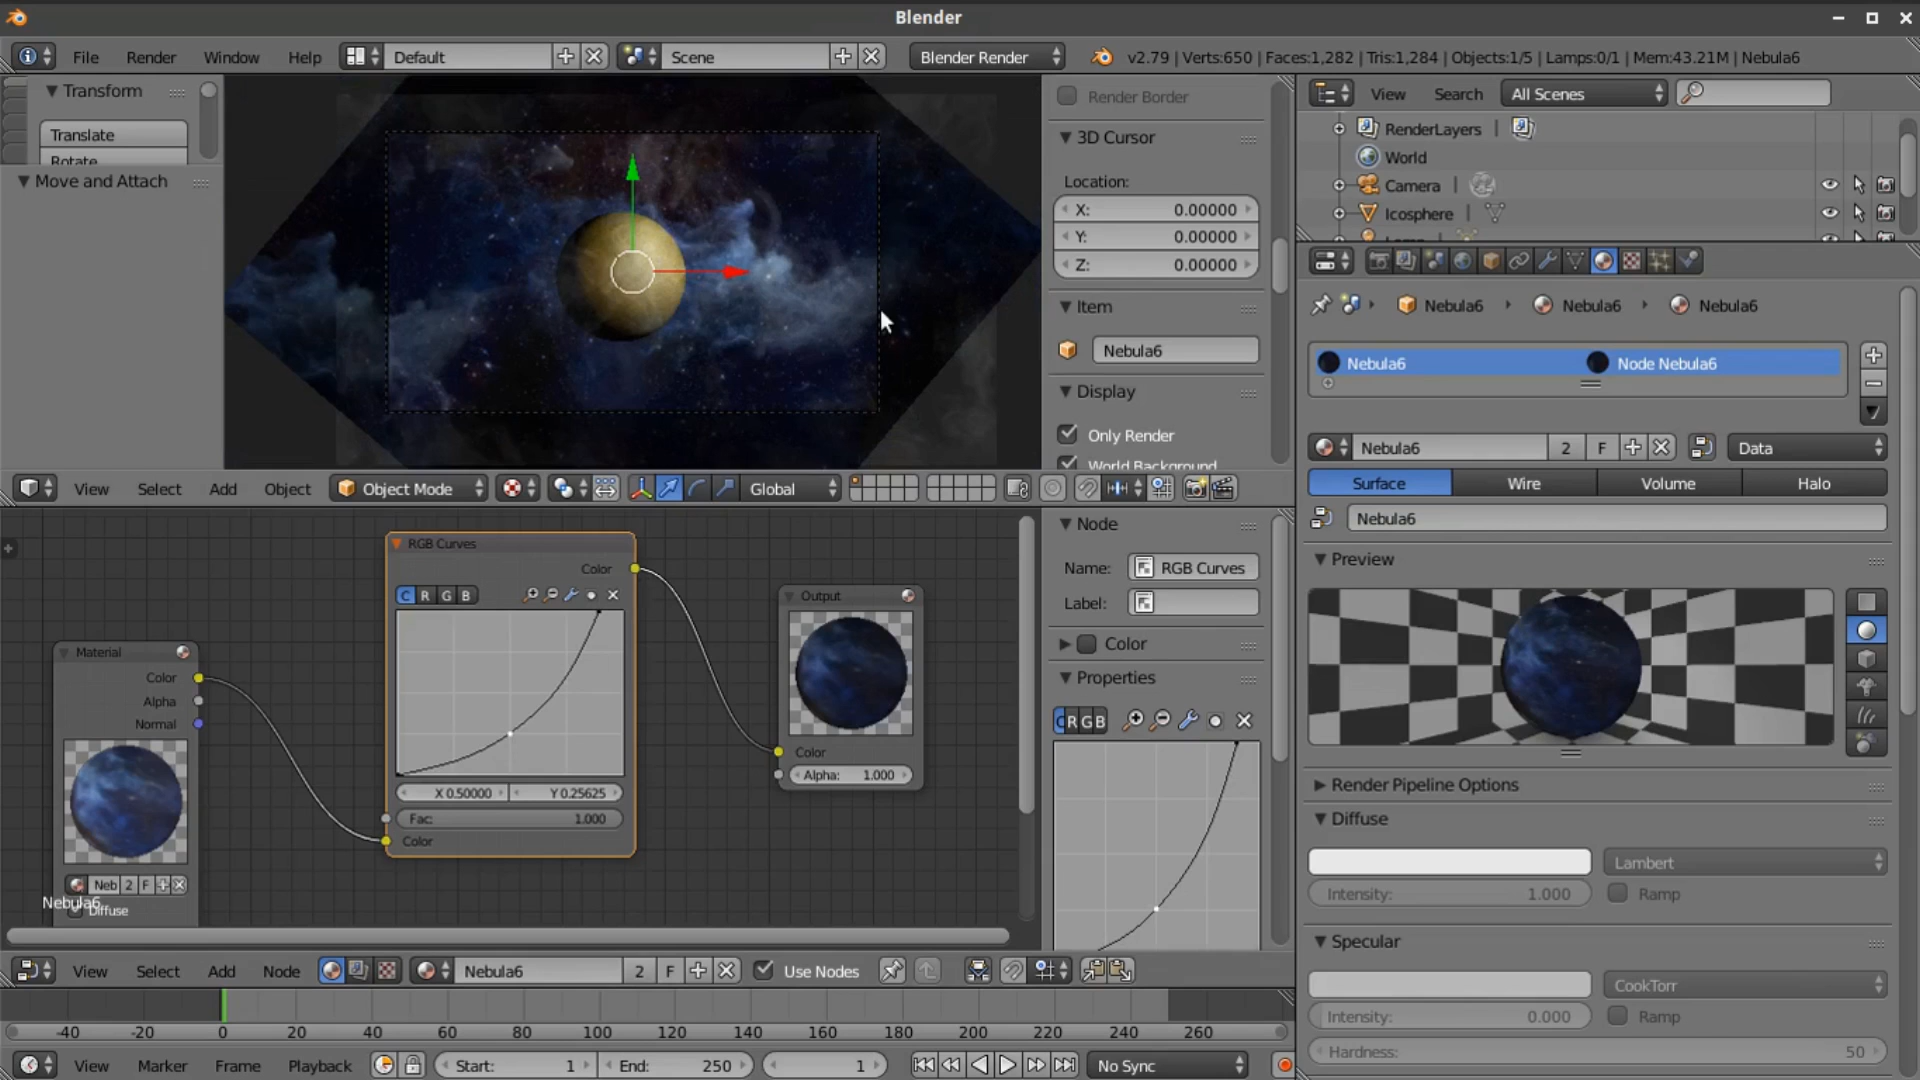 Blender
File Render Window Help Default Scene Blender Render v2.79 | Verts:650 | Faces:1,282 | Tris:1,284 | Objects:1/5 | Lamps:0/1 | Mem:43.21M | Nebula6
Transform
Translate
Rotate
Move and Attach
Render Border
3D Cursor
Location:
X: 0.00000
Y: 0.00000
Z: 0.00000
Item
Nebula6
Display
Only Render
World Background
View Search All Scenes
RenderLayers
World
Camera
Icosphere
Lamp
Nebula6 Nebula6 Nebula6
Nebula6 Node Nebula6
Nebula6 2 F Data
Surface Wire Volume Halo
Nebula6
Preview
Render Pipeline Options
Diffuse
Lambert
Intensity: 1.000 Ramp
Specular
CookTorr
Intensity: 0.000 Ramp
Hardness: 50
View Select Add Object Object Mode Global
RGB Curves
Color
C R G B
X 0.50000 Y 0.25625
Fac: 1.000
Color
Material
Color
Alpha
Normal
Neb 2 F
Nebula6
Diffuse
Output
Color
Alpha: 1.000
Node
Name: RGB Curves
Label:
Color
Properties
C R G B
View Select Add Node Nebula6 2 F Use Nodes
-40 -20 0 20 40 60 80 100 120 140 160 180 200 220 240 260
View Marker Frame Playback Start: 1 End: 250 1 No Sync